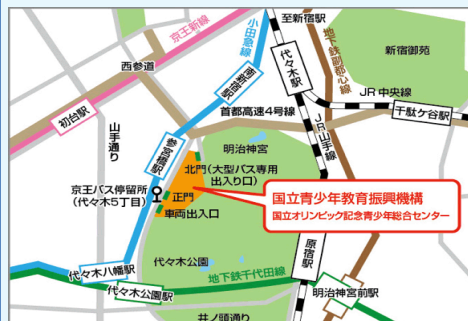 至新宿駅
京王新線
小田急線
地下鉄副都心線
新宿御苑
西参道
南新宿駅
代々木駅
JR中央線
千駄ケ谷駅
初台駅
首都高速4号線
山手通り
参宮橋駅
明治神宮
JR山手線
北門(大型バス専用
出入り口)
京王バス停留所
(代々木5丁目)
正門
車両出入口
国立青少年教育振興機構
国立オリンピック記念青少年総合センター
原宿駅
代々木公園
代々木八幡駅
地下鉄千代田線
代々木公園駅
明治神宮前駅
井ノ頭通り